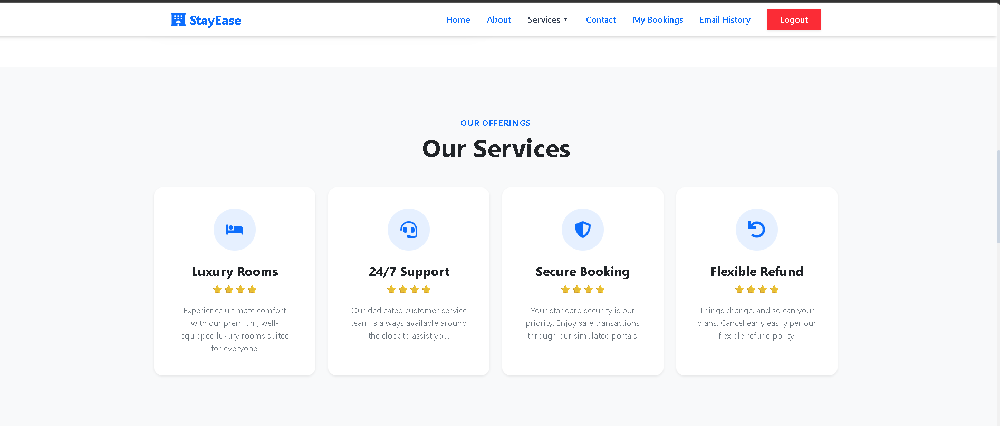 StayEase
Home About Services ▼ Contact My Bookings Email History Logout
OUR OFFERINGS
Our Services
Luxury Rooms
Experience ultimate comfort
with our premium, well-
equipped luxury rooms suited
for everyone.
24/7 Support
Our dedicated customer service
team is always available around
the clock to assist you.
Secure Booking
Your standard security is our
priority. Enjoy safe transactions
through our simulated portals.
Flexible Refund
Things change, and so can your
plans. Cancel early easily per our
flexible refund policy.